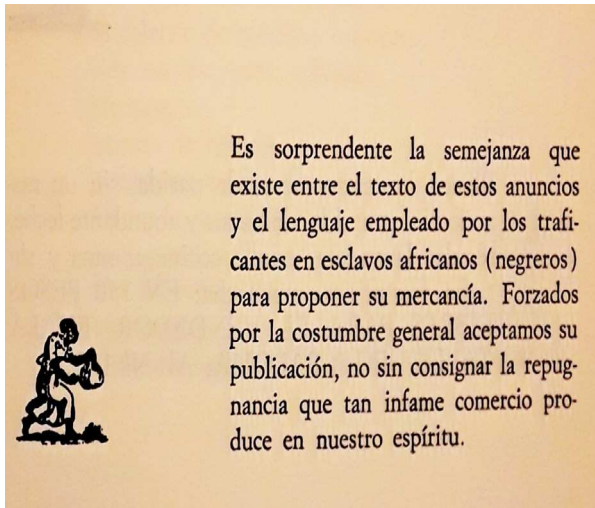 Es sorprendente la semejanza que
existe entre el texto de estos anuncios
y el lenguaje empleado por los trafi-
cantes en esclavos africanos (negreros)
para proponer su mercancía. Forzados
por la costumbre general aceptamos su
publicación, no sin consignar la repug-
nancia que tan infame comercio pro-
duce en nuestro espíritu.